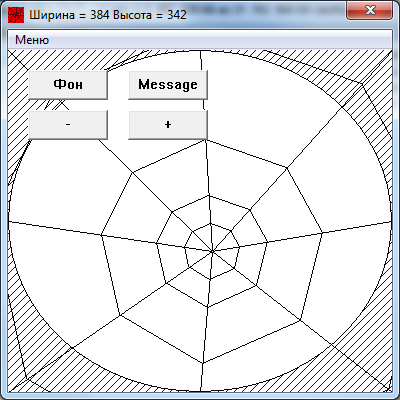 Ширина = 384 Высота = 342
Меню
Фон Message
- +